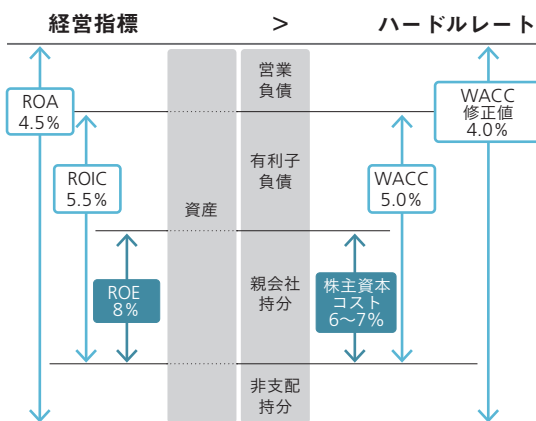 経営指標 > ハードルレート
営業
負債
ROA
4.5%
WACC
修正値
4.0%
有利子
負債
ROIC
5.5%
WACC
5.0%
資産
ROE
8%
親会社
持分
株主資本
コスト
6〜7%
非支配
持分